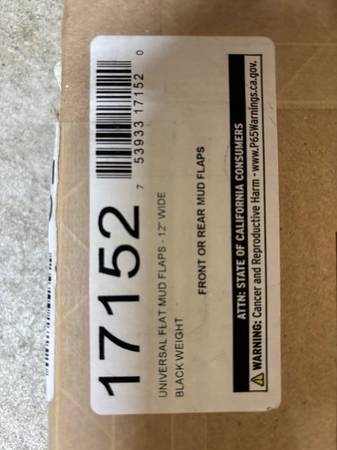 7 53933 17152 0
17152
UNIVERSAL FLAT MUD FLAPS - 12" WIDE
BLACK WEIGHT
FRONT OR REAR MUD FLAPS
ATTN: STATE OF CALIFORNIA CONSUMERS
WARNING: Cancer and Reproductive Harm - www.P65Warnings.ca.gov.